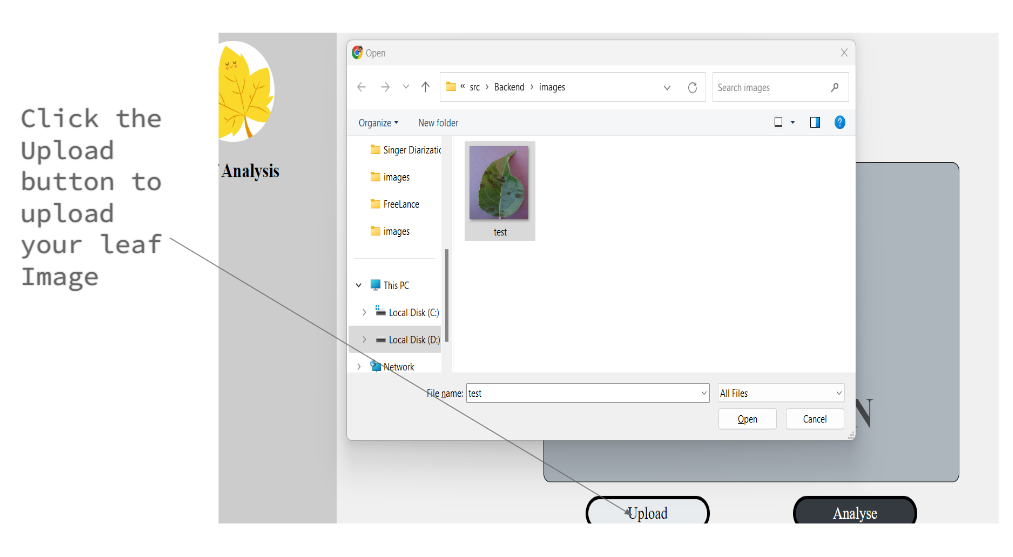 Click the
Upload
button to
upload
your leaf
Image
Analysis
Open
« src › Backend › images
Search images
Organize
New folder
Singer Diarizatic
images
FreeLance
images
This PC
Local Disk (C:)
Local Disk (D:)
Network
test
File name: test
All Files
Open
Cancel
N
Upload
Analyse